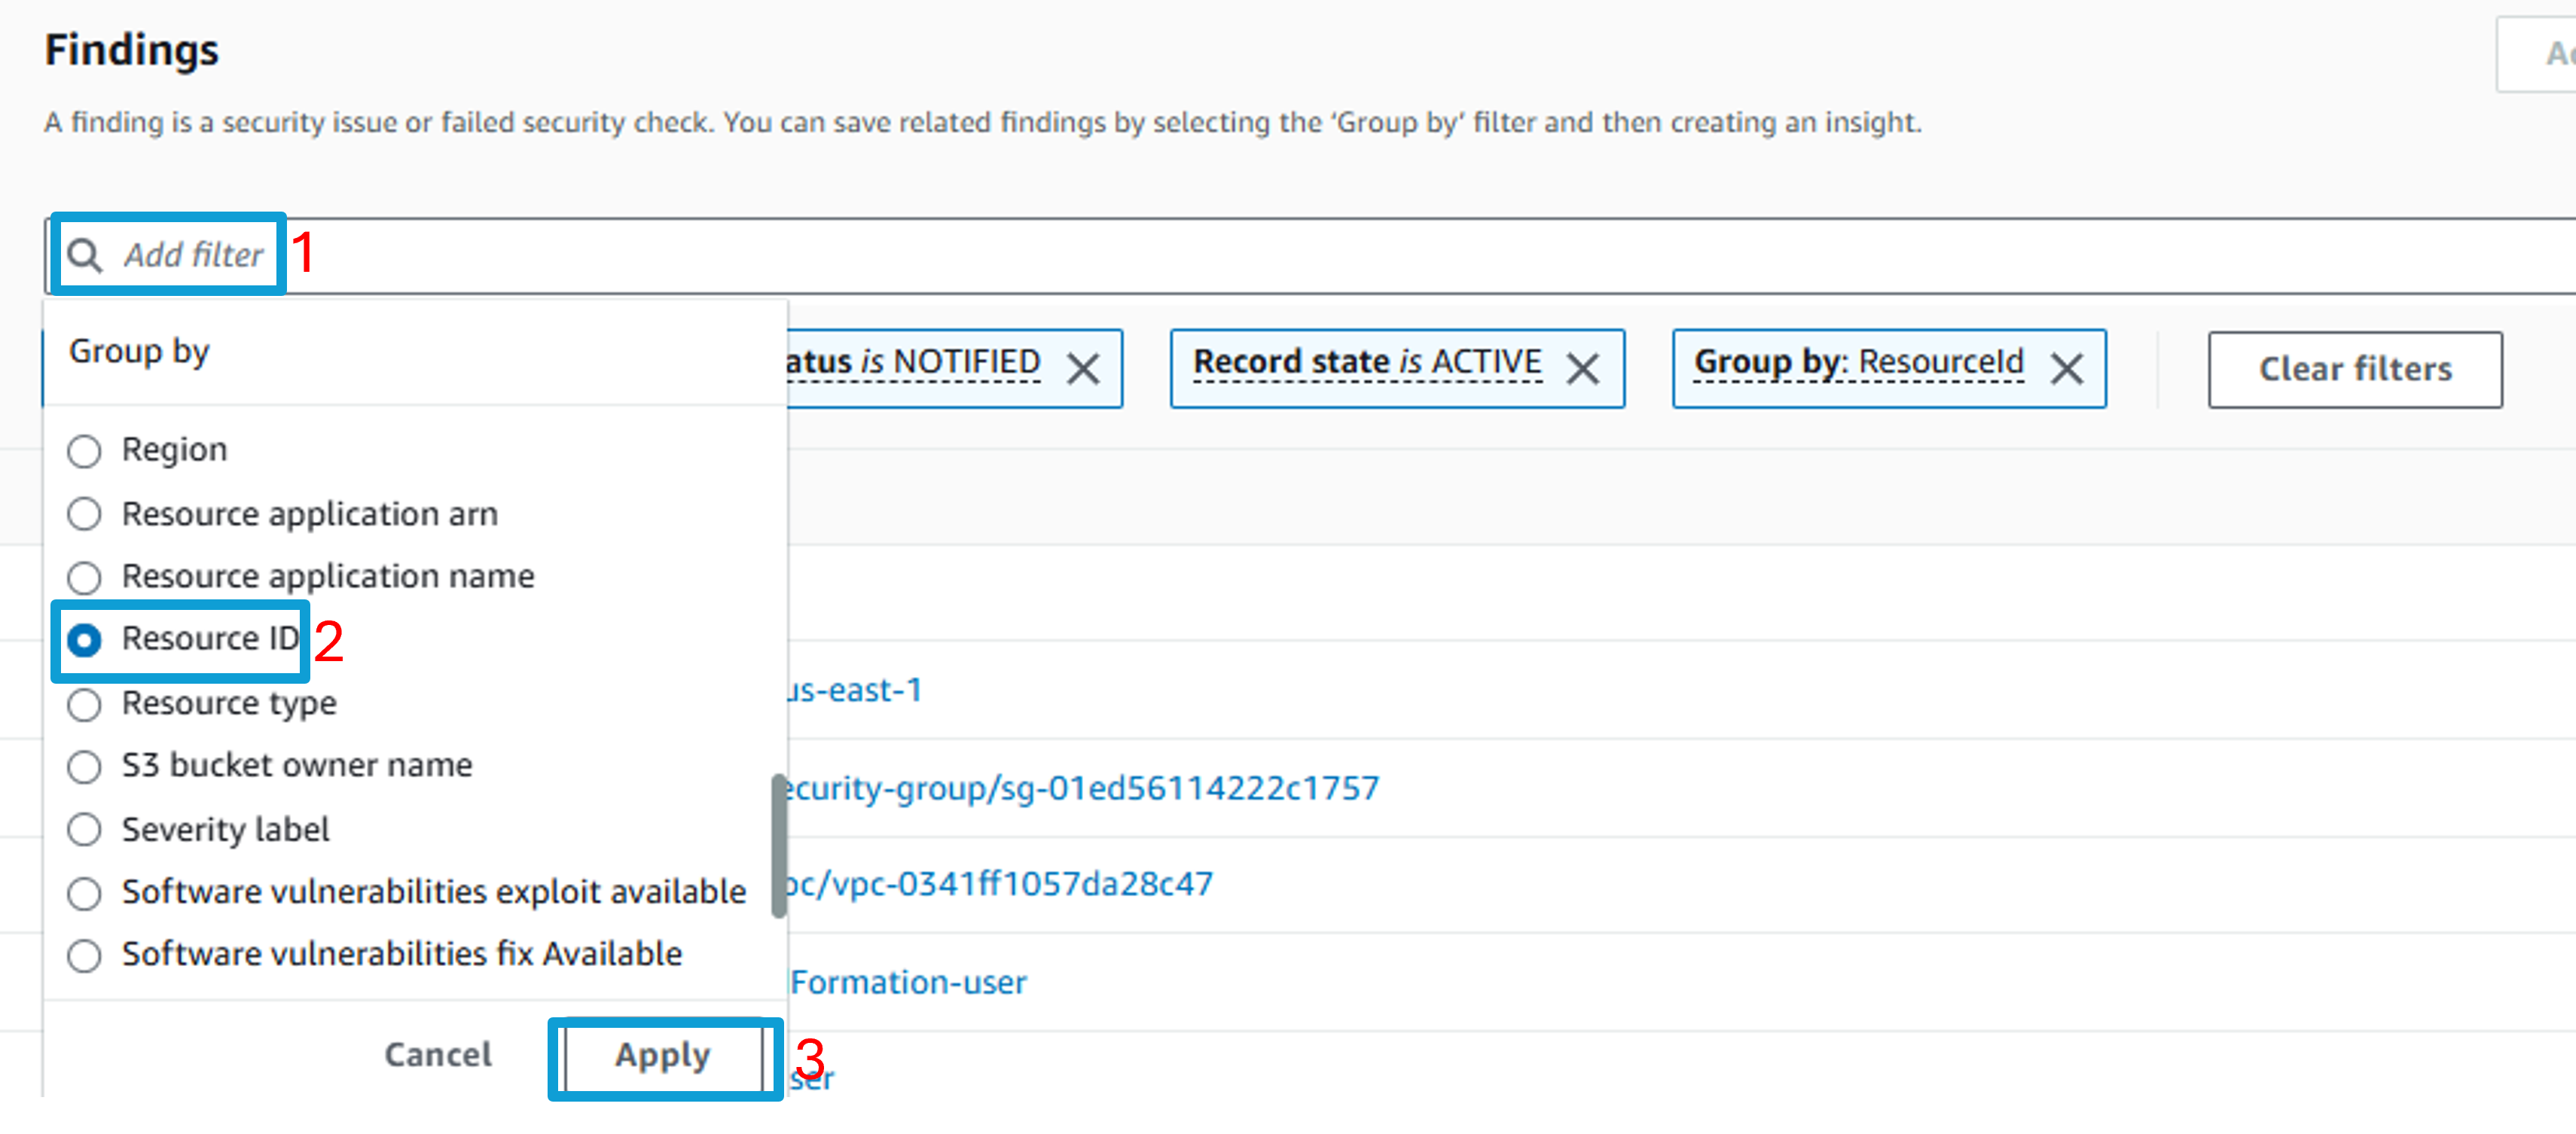 Findings
A finding is a security issue or failed security check. You can save related findings by selecting the ‘Group by’ filter and then creating an insight.
Add filter 1
Group by
atus is NOTIFIED
Record state is ACTIVE
Group by: ResourceId
Clear filters
Region
Resource application arn
Resource application name
Resource ID 2
Resource type
S3 bucket owner name
Severity label
Software vulnerabilities exploit available
Software vulnerabilities fix Available
us-east-1
ecurity-group/sg-01ed56114222c1757
pc/vpc-0341ff1057da28c47
Formation-user
Cancel
Apply 3
ser